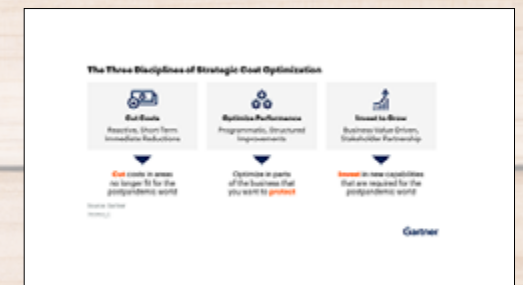 The Three Disciplines of Strategic Cost Optimization
Cut Costs
Reactive, Short Term
Immediate Reductions
Optimize Performance
Programmatic, Structured
Improvements
Invest to Grow
Business Value Driven,
Stakeholder Partnership
Cut costs in areas
no longer fit for the
postpandemic world
Optimize in parts
of the business that
you want to protect
Invest in new capabilities
that are required for the
postpandemic world
Source: Gartner
Gartner